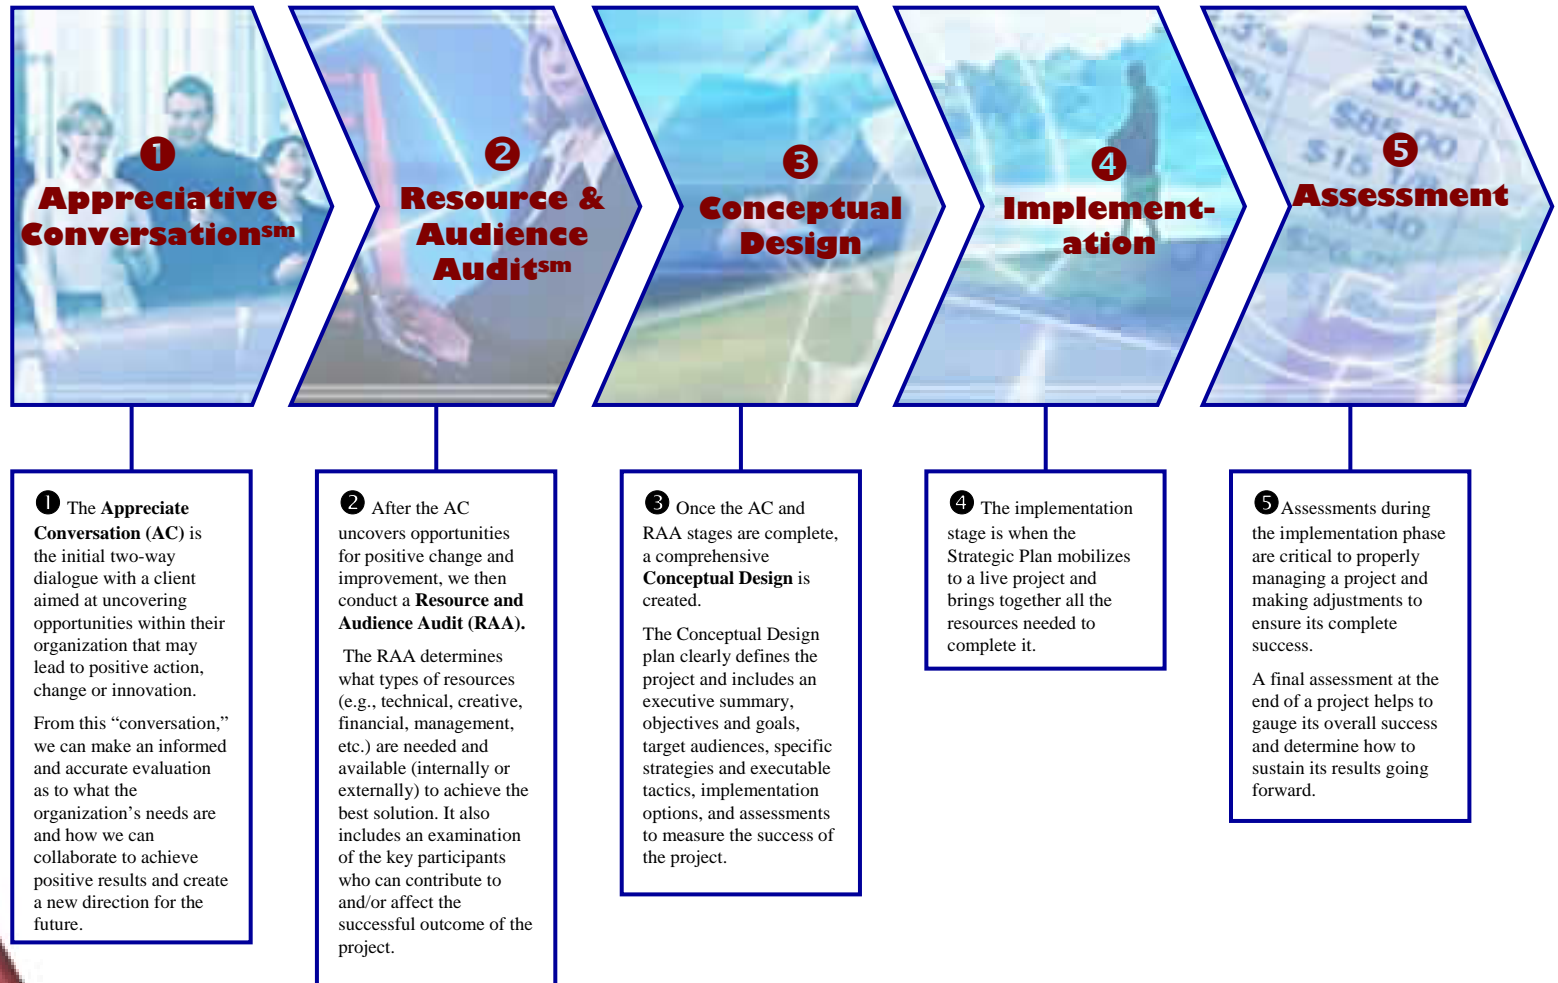 ❶
Appreciative
Conversation℠
❷
Resource &
Audience
Audit℠
❸
Conceptual
Design
❹
Implement-
ation
❺
Assessment
❶ The Appreciate
Conversation (AC) is
the initial two-way
dialogue with a client
aimed at uncovering
opportunities within their
organization that may
lead to positive action,
change or innovation.
From this “conversation,”
we can make an informed
and accurate evaluation
as to what the
organization’s needs are
and how we can
collaborate to achieve
positive results and create
a new direction for the
future.
❷ After the AC
uncovers opportunities
for positive change and
improvement, we then
conduct a Resource and
Audience Audit (RAA).
The RAA determines
what types of resources
(e.g., technical, creative,
financial, management,
etc.) are needed and
available (internally or
externally) to achieve the
best solution. It also
includes an examination
of the key participants
who can contribute to
and/or affect the
successful outcome of the
project.
❸ Once the AC and
RAA stages are complete,
a comprehensive
Conceptual Design is
created.
The Conceptual Design
plan clearly defines the
project and includes an
executive summary,
objectives and goals,
target audiences, specific
strategies and executable
tactics, implementation
options, and assessments
to measure the success of
the project.
❹ The implementation
stage is when the
Strategic Plan mobilizes
to a live project and
brings together all the
resources needed to
complete it.
❺Assessments during
the implementation phase
are critical to properly
managing a project and
making adjustments to
ensure its complete
success.
A final assessment at the
end of a project helps to
gauge its overall success
and determine how to
sustain its results going
forward.
$0.50
$85.00